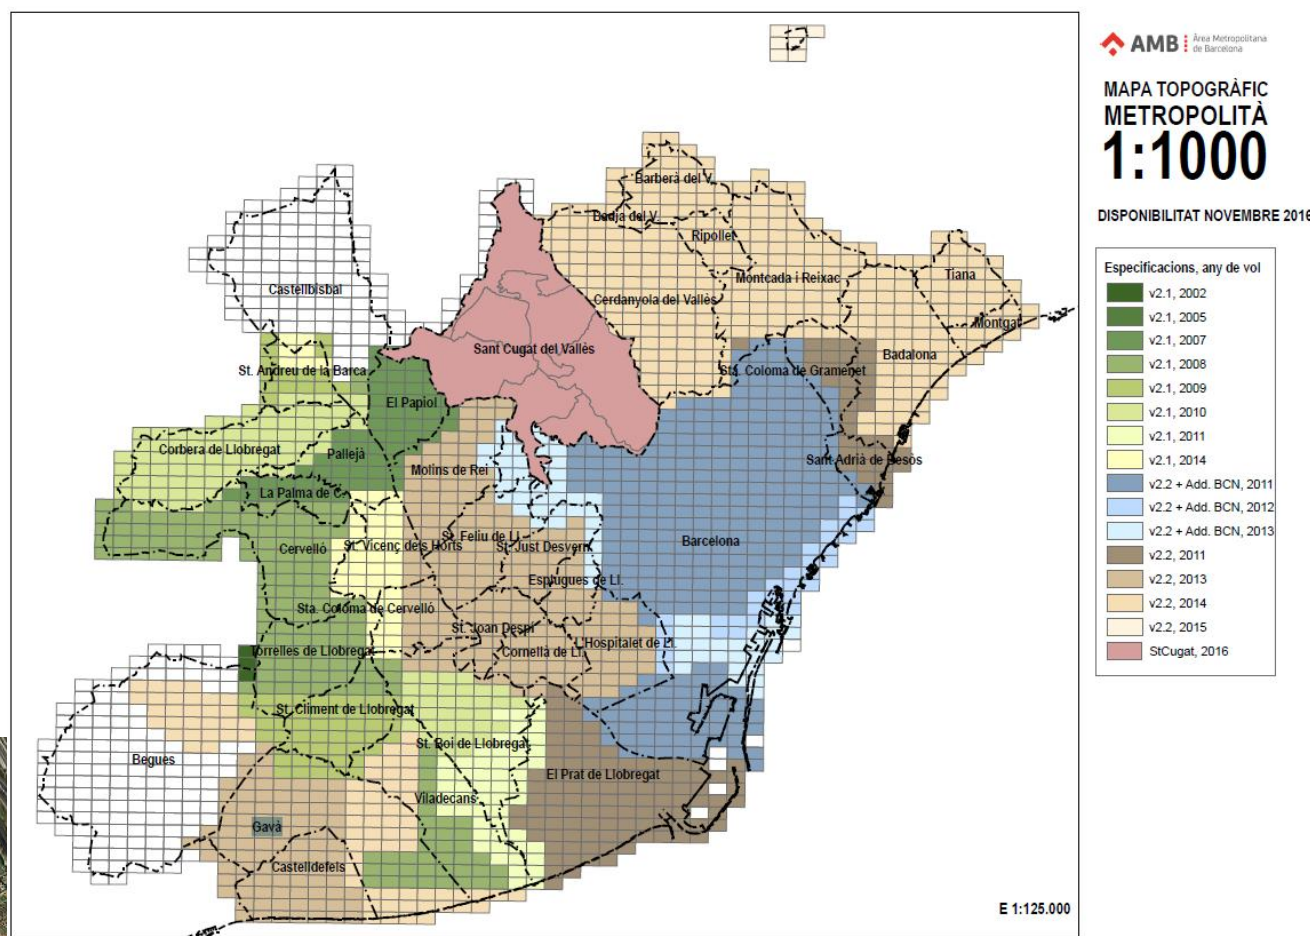 AMB
Àrea Metropolitana
de Barcelona
MAPA TOPOGRÀFIC
METROPOLITÀ
1:1000
DISPONIBILITAT NOVEMBRE 2016
Especificacions, any de vol
v2.1, 2002
v2.1, 2005
v2.1, 2007
v2.1, 2008
v2.1, 2009
v2.1, 2010
v2.1, 2011
v2.1, 2014
v2.2 + Add. BCN, 2011
v2.2 + Add. BCN, 2012
v2.2 + Add. BCN, 2013
v2.2, 2011
v2.2, 2013
v2.2, 2014
v2.2, 2015
StCugat, 2016
Barberà del V.
Badia del V.
Ripollet
Montcada i Reixac
Tiana
Castellbisbal
Cerdanyola del Vallès
Montgat
Sant Cugat del Vallès
Badalona
St. Andreu de la Barca
Sta. Coloma de Gramenet
El Papiol
Corbera de Llobregat
Pallejà
Molins de Rei
Sant Adrià de Besòs
La Palma de C.
St. Feliu de Ll.
Cervelló
St. Vicenç dels Horts
St. Just Desvern
Barcelona
Esplugues de Ll.
Sta. Coloma de Cervelló
St. Joan Despí
L'Hospitalet de Ll.
Torrelles de Llobregat
Cornellà de Ll.
St. Climent de Llobregat
St. Boi de Llobregat
Begues
El Prat de Llobregat
Viladecans
Gavà
Castelldefels
E 1:125.000